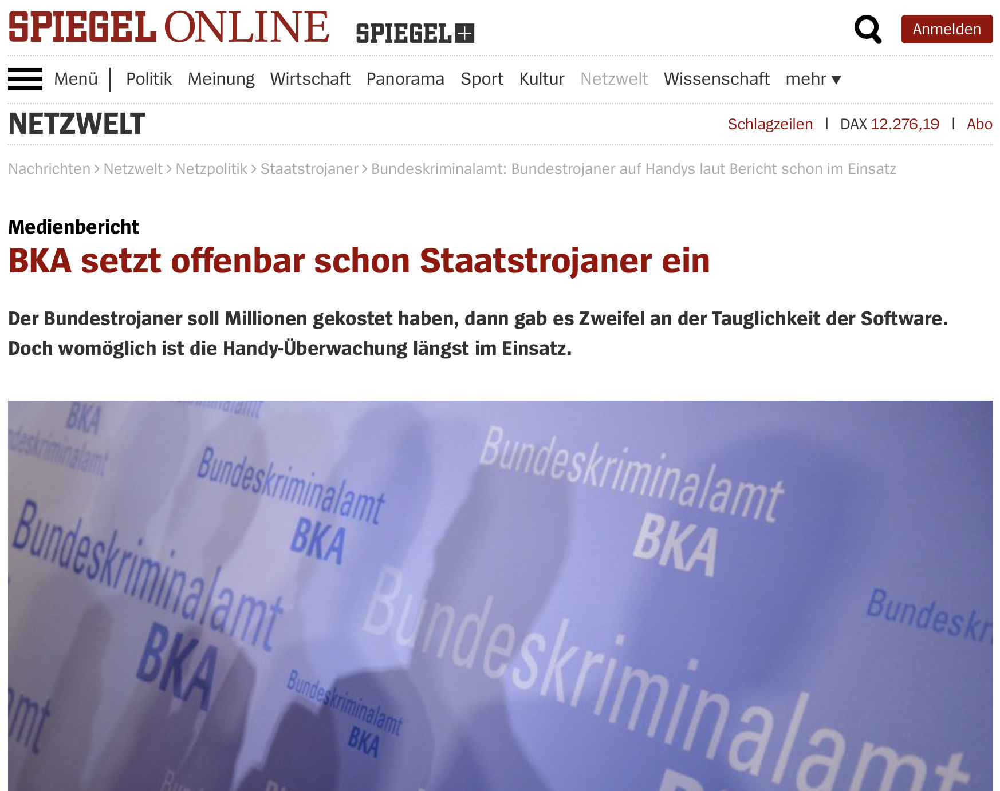 SPIEGEL ONLINE SPIEGEL+ Anmelden
Menü Politik Meinung Wirtschaft Panorama Sport Kultur Netzwelt Wissenschaft mehr ▼
NETZWELT Schlagzeilen | DAX 12.276,19 | Abo
Nachrichten > Netzwelt > Netzpolitik > Staatstrojaner > Bundeskriminalamt: Bundestrojaner auf Handys laut Bericht schon im Einsatz
Medienbericht
BKA setzt offenbar schon Staatstrojaner ein
Der Bundestrojaner soll Millionen gekostet haben, dann gab es Zweifel an der Tauglichkeit der Software.
Doch womöglich ist die Handy-Überwachung längst im Einsatz.
BKA
ndeskriminalamt
Bundeskriminalamt
BKA
Bundeskriminalamt
BKA
Bundeskriminalamt
BKA
Bundeskriminalamt
Bundeskr
Bundeskriminalamt
BKA
amt